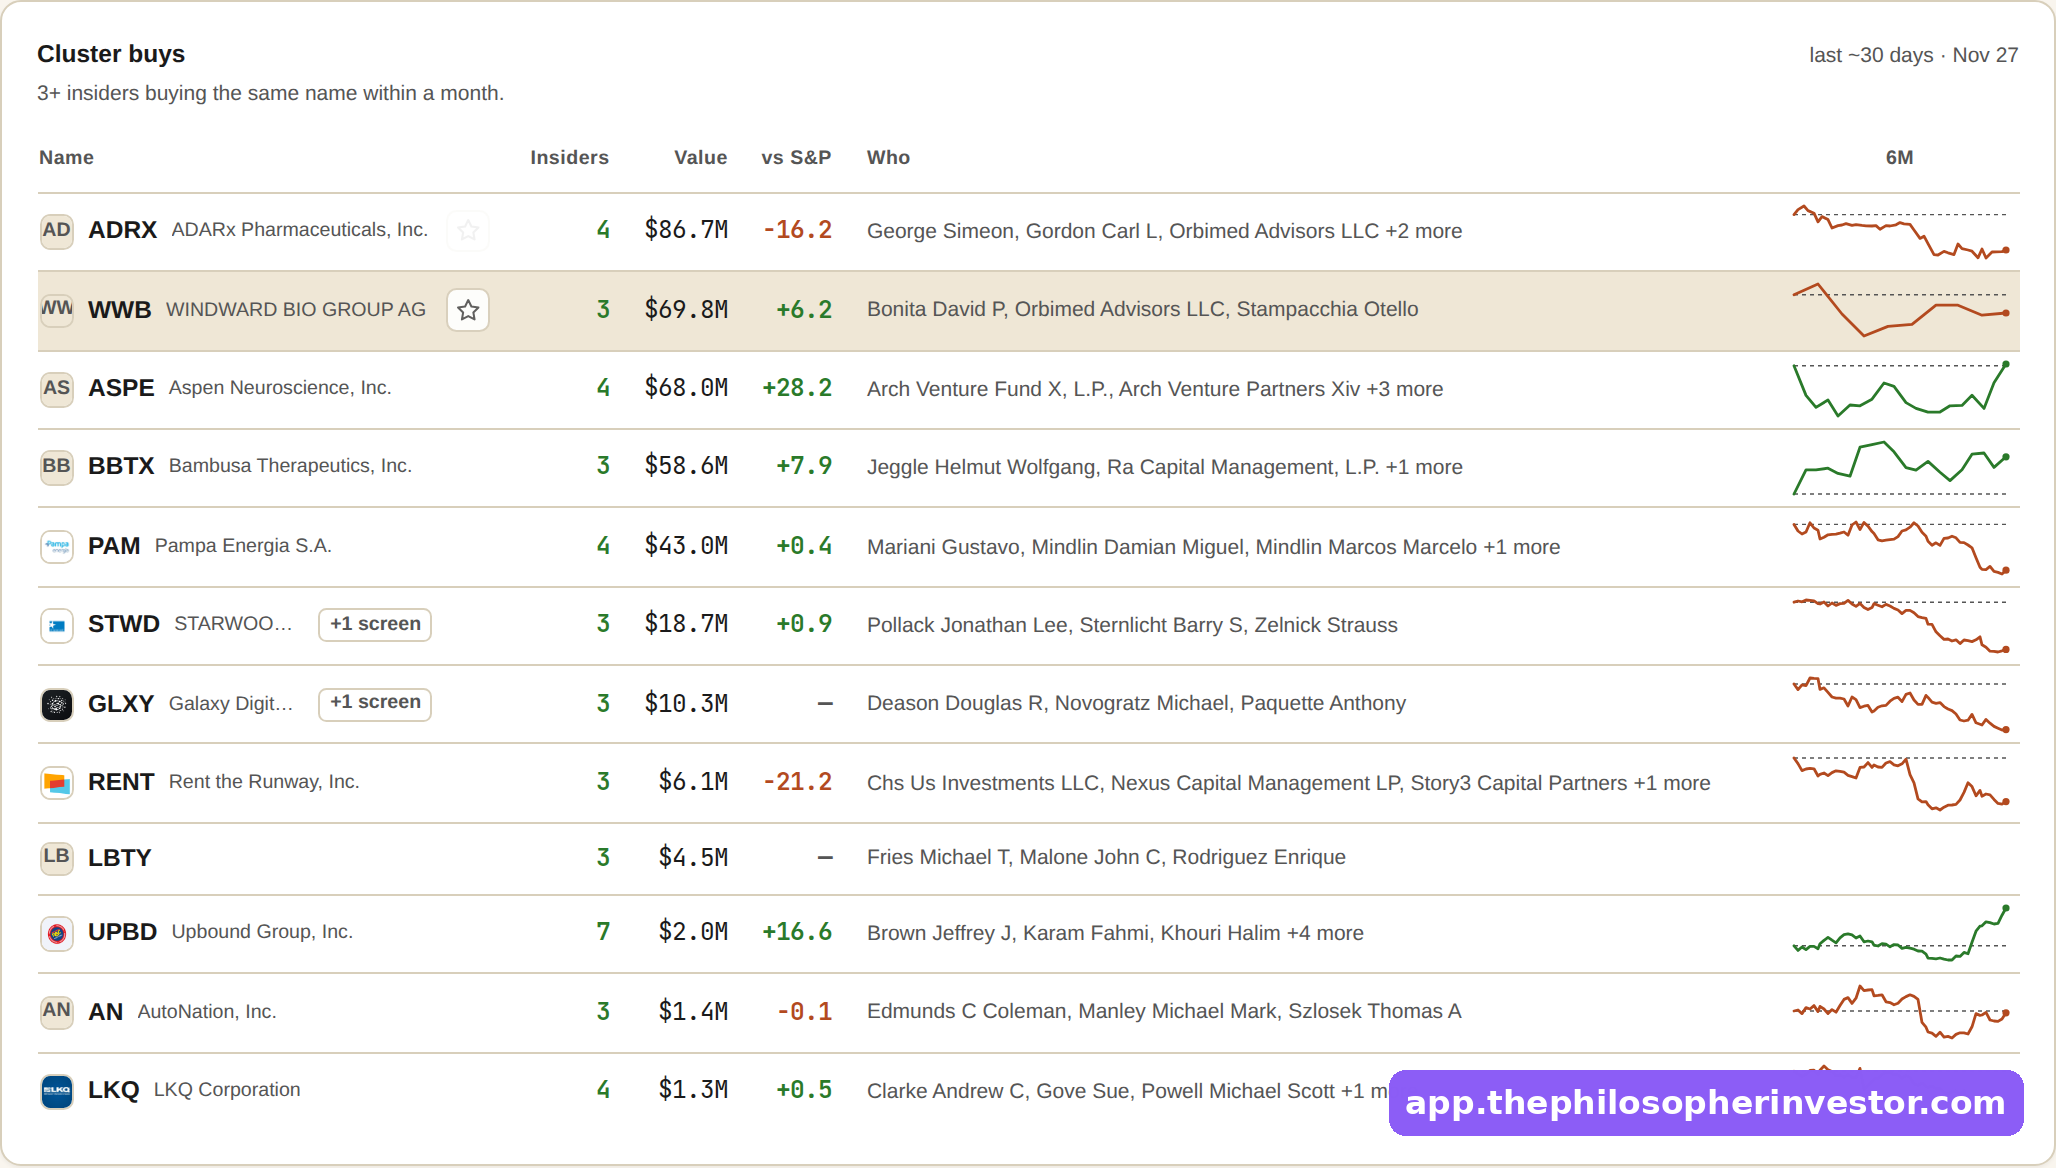 Cluster buys
last ~30 days · Nov 27
3+ insiders buying the same name within a month.
Name Insiders Value vs S&P Who 6M
AD ADRX ADARx Pharmaceuticals, Inc. 4 $86.7M -16.2 George Simeon, Gordon Carl L, Orbimed Advisors LLC +2 more
WW WWB WINDWARD BIO GROUP AG 3 $69.8M +6.2 Bonita David P, Orbimed Advisors LLC, Stampacchia Otello
AS ASPE Aspen Neuroscience, Inc. 4 $68.0M +28.2 Arch Venture Fund X, L.P., Arch Venture Partners Xiv +3 more
BB BBTX Bambusa Therapeutics, Inc. 3 $58.6M +7.9 Jeggle Helmut Wolfgang, Ra Capital Management, L.P. +1 more
Pampa energía PAM Pampa Energia S.A. 4 $43.0M +0.4 Mariani Gustavo, Mindlin Damian Miguel, Mindlin Marcos Marcelo +1 more
STWD STARWOO… +1 screen 3 $18.7M +0.9 Pollack Jonathan Lee, Sternlicht Barry S, Zelnick Strauss
GLXY Galaxy Digit… +1 screen 3 $10.3M — Deason Douglas R, Novogratz Michael, Paquette Anthony
RENT Rent the Runway, Inc. 3 $6.1M -21.2 Chs Us Investments LLC, Nexus Capital Management LP, Story3 Capital Partners +1 more
LB LBTY 3 $4.5M — Fries Michael T, Malone John C, Rodriguez Enrique
UPBD Upbound Group, Inc. 7 $2.0M +16.6 Brown Jeffrey J, Karam Fahmi, Khouri Halim +4 more
AN AN AutoNation, Inc. 3 $1.4M -0.1 Edmunds C Coleman, Manley Michael Mark, Szlosek Thomas A
LKQ LKQ LKQ Corporation 4 $1.3M +0.5 Clarke Andrew C, Gove Sue, Powell Michael Scott +1 m
app.thephilosopherinvestor.com